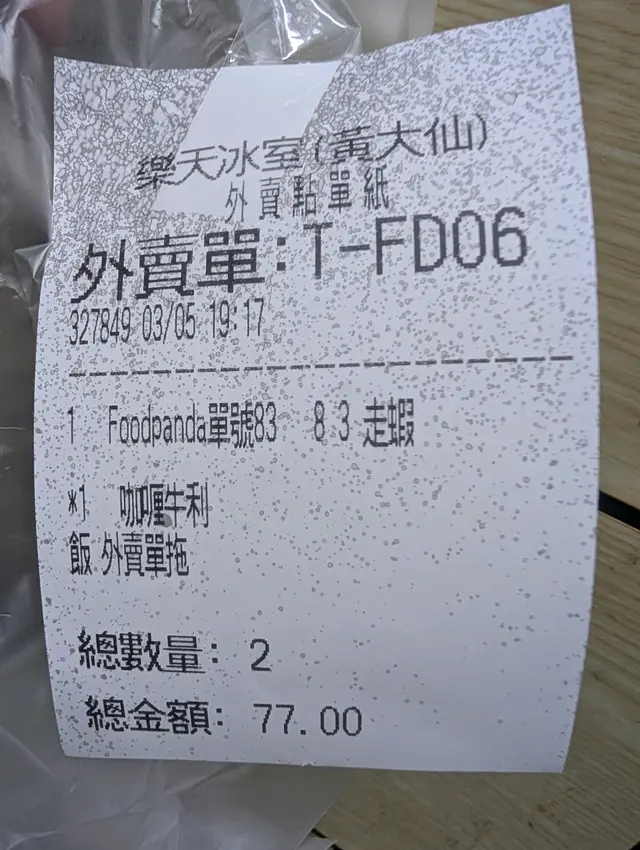 樂天冰室(黃大仙)
外賣點單紙
外賣單:T-FD06
327849 03/05 19:17
1 Foodpanda單號83 8 3 走蝦
*1 咖喱牛利
飯 外賣單拖
總數量: 2
總金額: 77.00